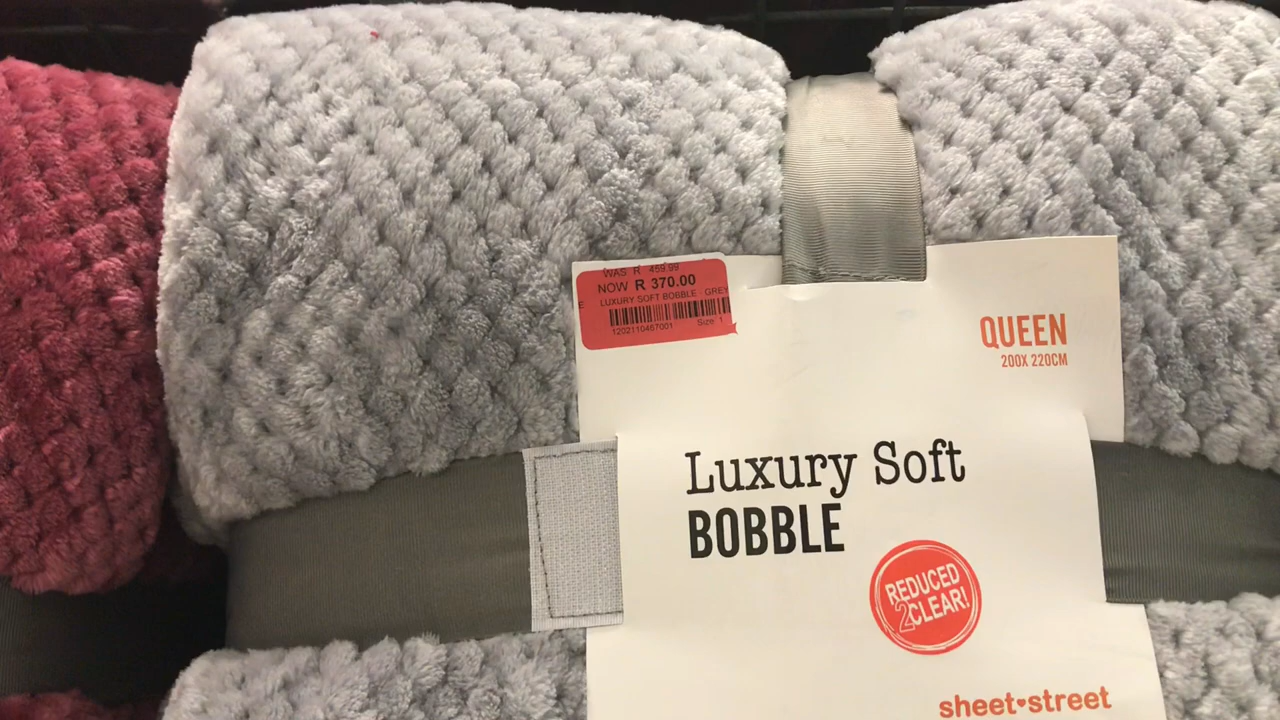 WAS R 459.99
NOW R 370.00
LUXURY SOFT BOBBLE - GREY
E
1202110467001 Size: 1
QUEEN
200X 220CM
Luxury Soft
BOBBLE
REDUCED
2CLEAR!
sheet street